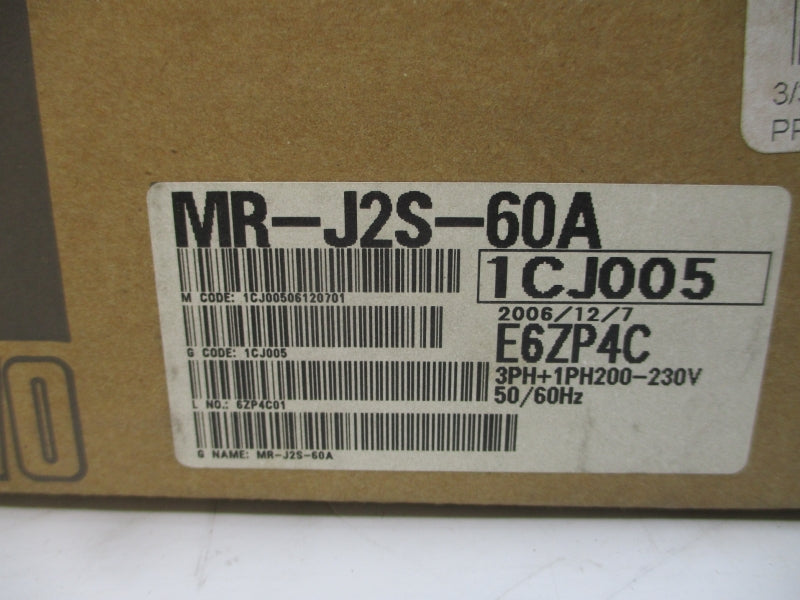 MR-J2S-60A
1CJ005
M CODE: 1CJ00506120701
2006/12/7
E6ZP4C
G CODE: 1CJ005
3PH+1PH200-230V
50/60Hz
L NO.: 6ZP4C01
G NAME: MR-J2S-60A
3/